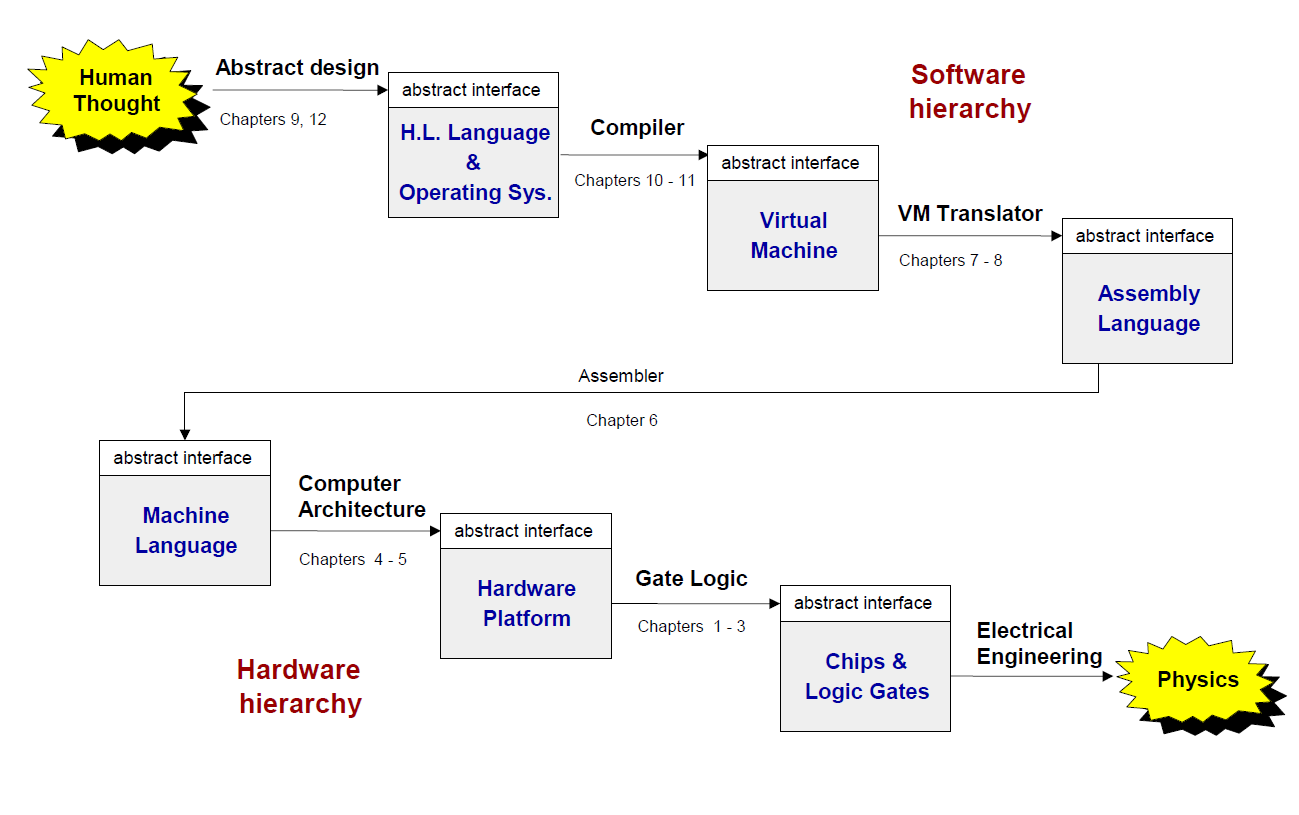 Human
Thought
Abstract design
Chapters 9, 12
abstract interface
H.L. Language
&
Operating Sys.
Compiler
Chapters 10 - 11
abstract interface
Virtual
Machine
Software
hierarchy
VM Translator
Chapters 7 - 8
abstract interface
Assembly
Language
Assembler
Chapter 6
abstract interface
Machine
Language
Computer
Architecture
Chapters 4 - 5
abstract interface
Hardware
Platform
Gate Logic
Chapters 1 - 3
abstract interface
Chips &
Logic Gates
Electrical
Engineering
Physics
Hardware
hierarchy